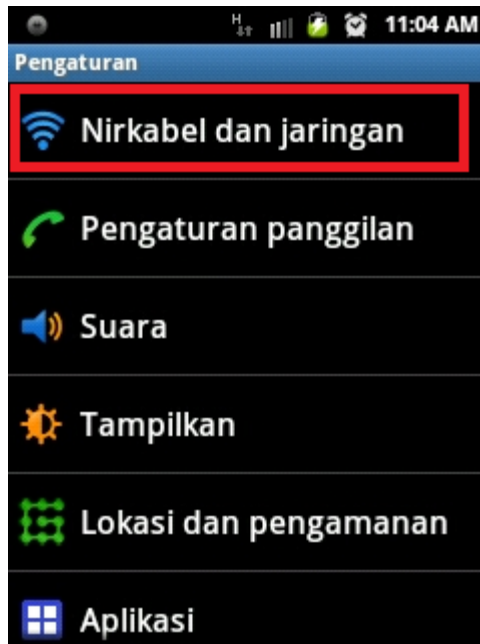 H 11:04 AM
Pengaturan
Nirkabel dan jaringan
Pengaturan panggilan
Suara
Tampilkan
Lokasi dan pengamanan
Aplikasi